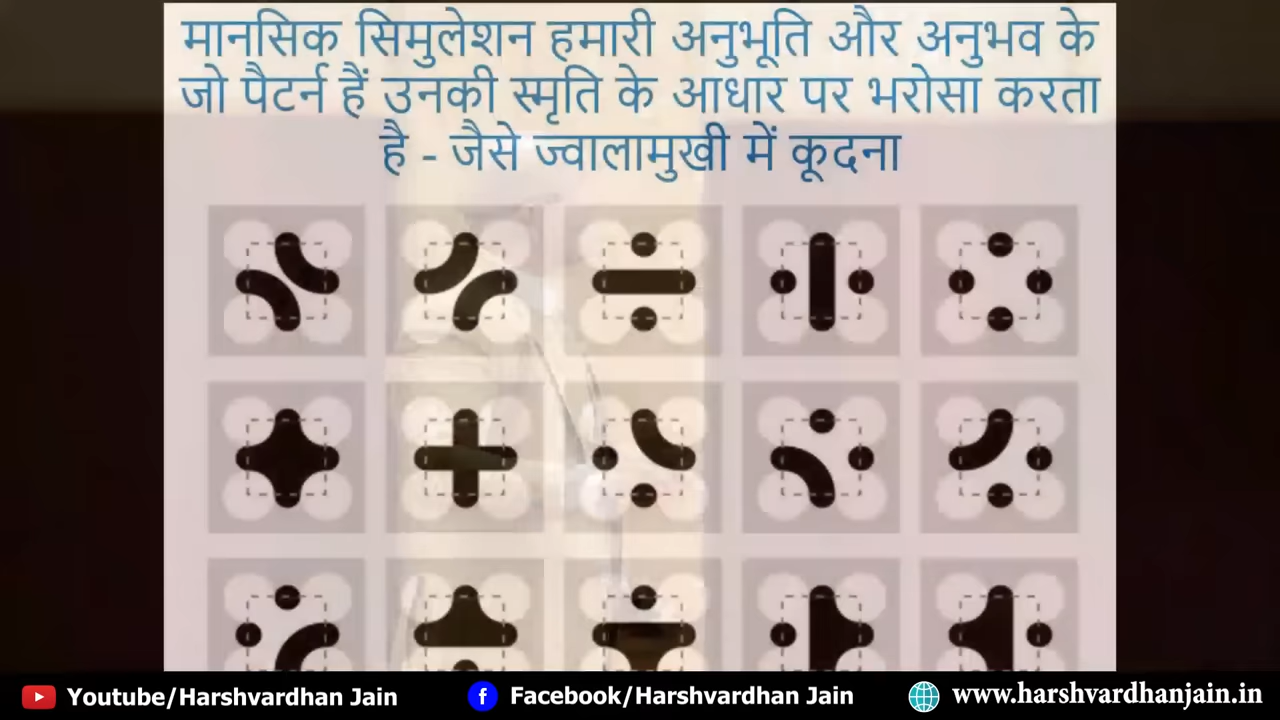 मानसिक सिमुलेशन हमारी अनुभूति और अनुभव के
जो पैटर्न हैं उनकी स्मृति के आधार पर भरोसा करता
है - जैसे ज्वालामुखी में कूदना
Youtube/Harshvardhan Jain
Facebook/Harshvardhan Jain
www.harshvardhanjain.in